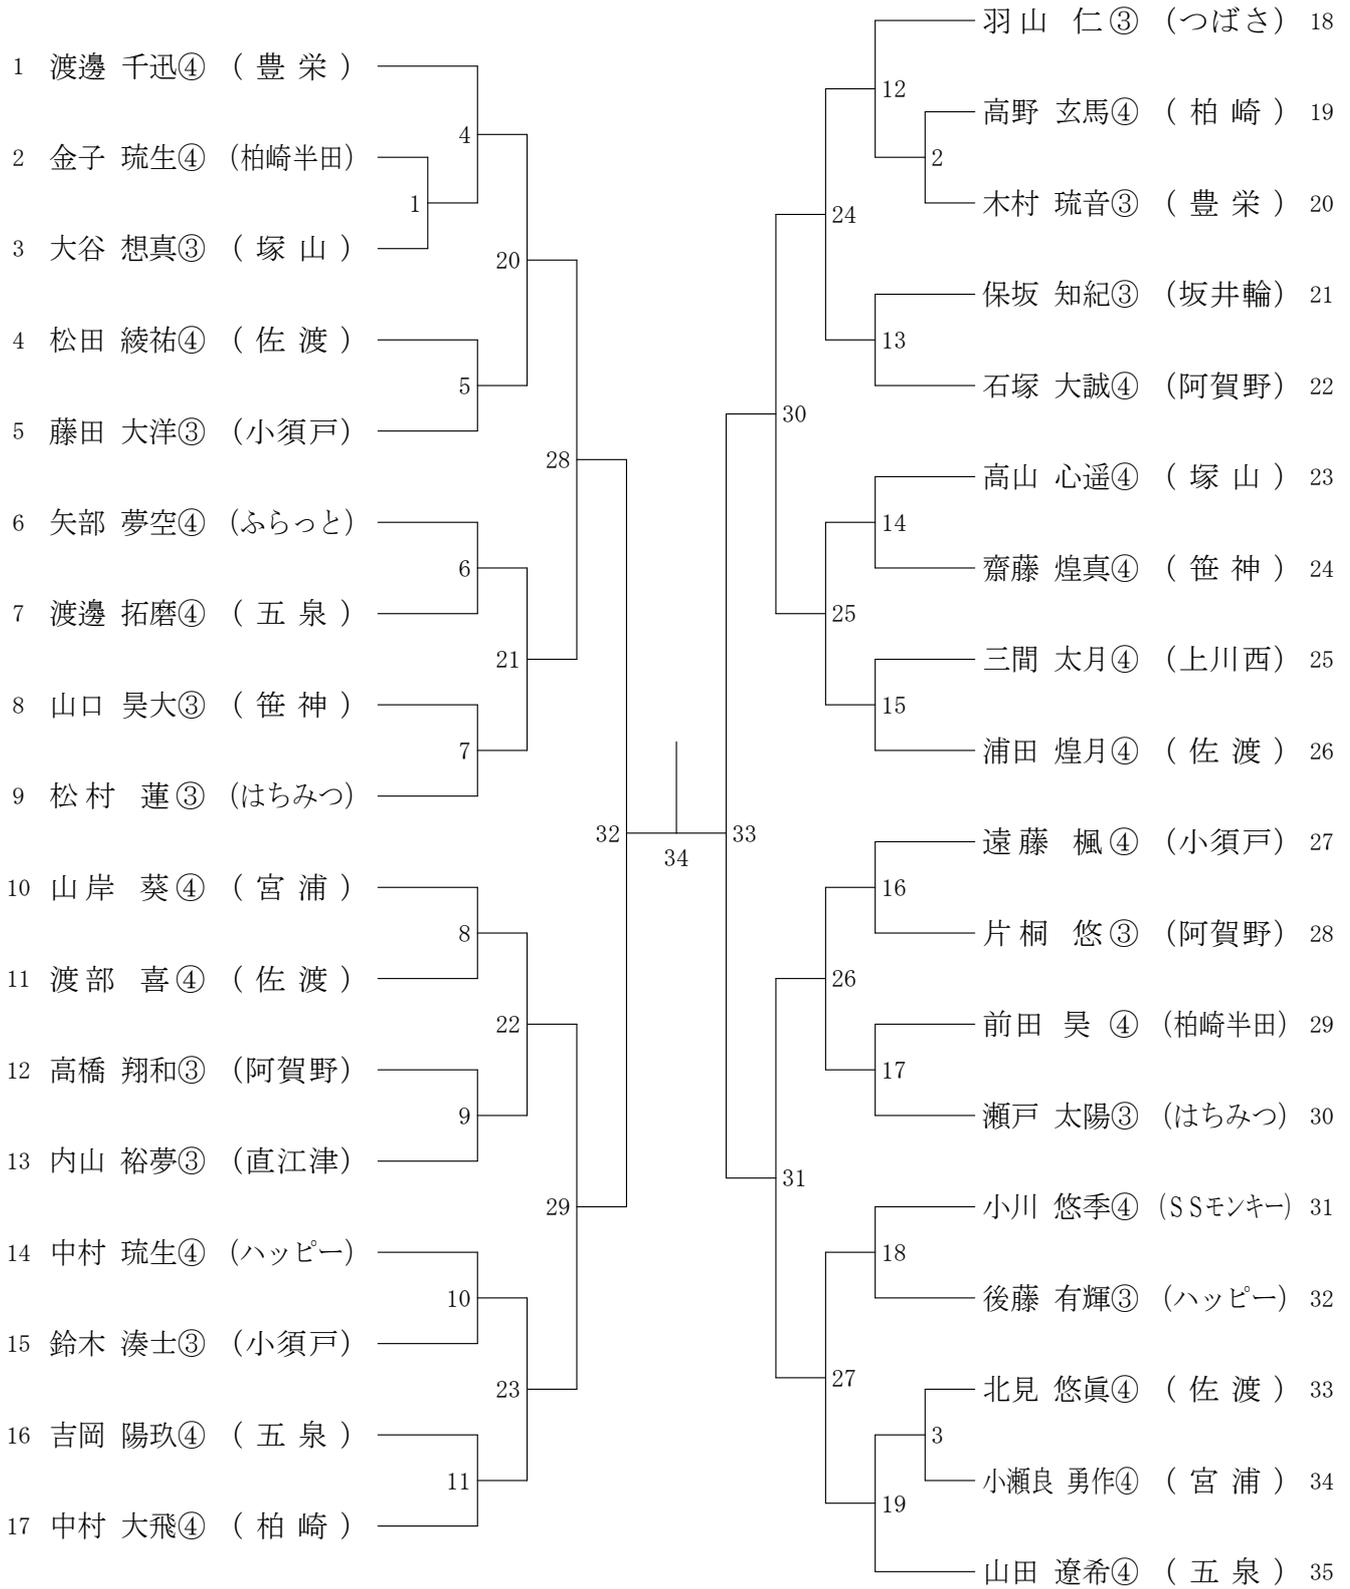 1 渡邊 千迅④ （ 豊 栄 ）
2 金子 琉生④ （柏崎半田）
3 大谷 想真③ （ 塚 山 ）
4 松田 綾祐④ （ 佐 渡 ）
5 藤田 大洋③ （小須戸）
6 矢部 夢空④ （ふらっと）
7 渡邊 拓磨④ （ 五 泉 ）
8 山口 昊大③ （ 笹 神 ）
9 松村 蓮③ （はちみつ）
10 山岸 葵④ （ 宮 浦 ）
11 渡部 喜④ （ 佐 渡 ）
12 高橋 翔和③ （阿賀野）
13 内山 裕夢③ （直江津）
14 中村 琉生④ （ハッピー）
15 鈴木 湊士③ （小須戸）
16 吉岡 陽玖④ （ 五 泉 ）
17 中村 大飛④ （ 柏 崎 ）
1
4
5
20
6
7
21
28
8
9
22
10
11
23
29
32
34
33
羽山 仁③ （つばさ） 18
高野 玄馬④ （ 柏 崎 ） 19
木村 琉音③ （ 豊 栄 ） 20
保坂 知紀③ （坂井輪） 21
石塚 大誠④ （阿賀野） 22
高山 心遥④ （ 塚 山 ） 23
齋藤 煌真④ （ 笹 神 ） 24
三間 太月④ （上川西） 25
浦田 煌月④ （ 佐 渡 ） 26
遠藤 楓④ （小須戸） 27
片桐 悠③ （阿賀野） 28
前田 昊 ④ （柏崎半田） 29
瀬戸 太陽③ （はちみつ） 30
小川 悠季④ （ＳＳモンキー） 31
後藤 有輝③ （ハッピー） 32
北見 悠眞④ （ 佐 渡 ） 33
小瀬良 勇作④ （ 宮 浦 ） 34
山田 遼希④ （ 五 泉 ） 35
12
2
24
13
30
14
25
15
16
26
17
31
18
27
3
19